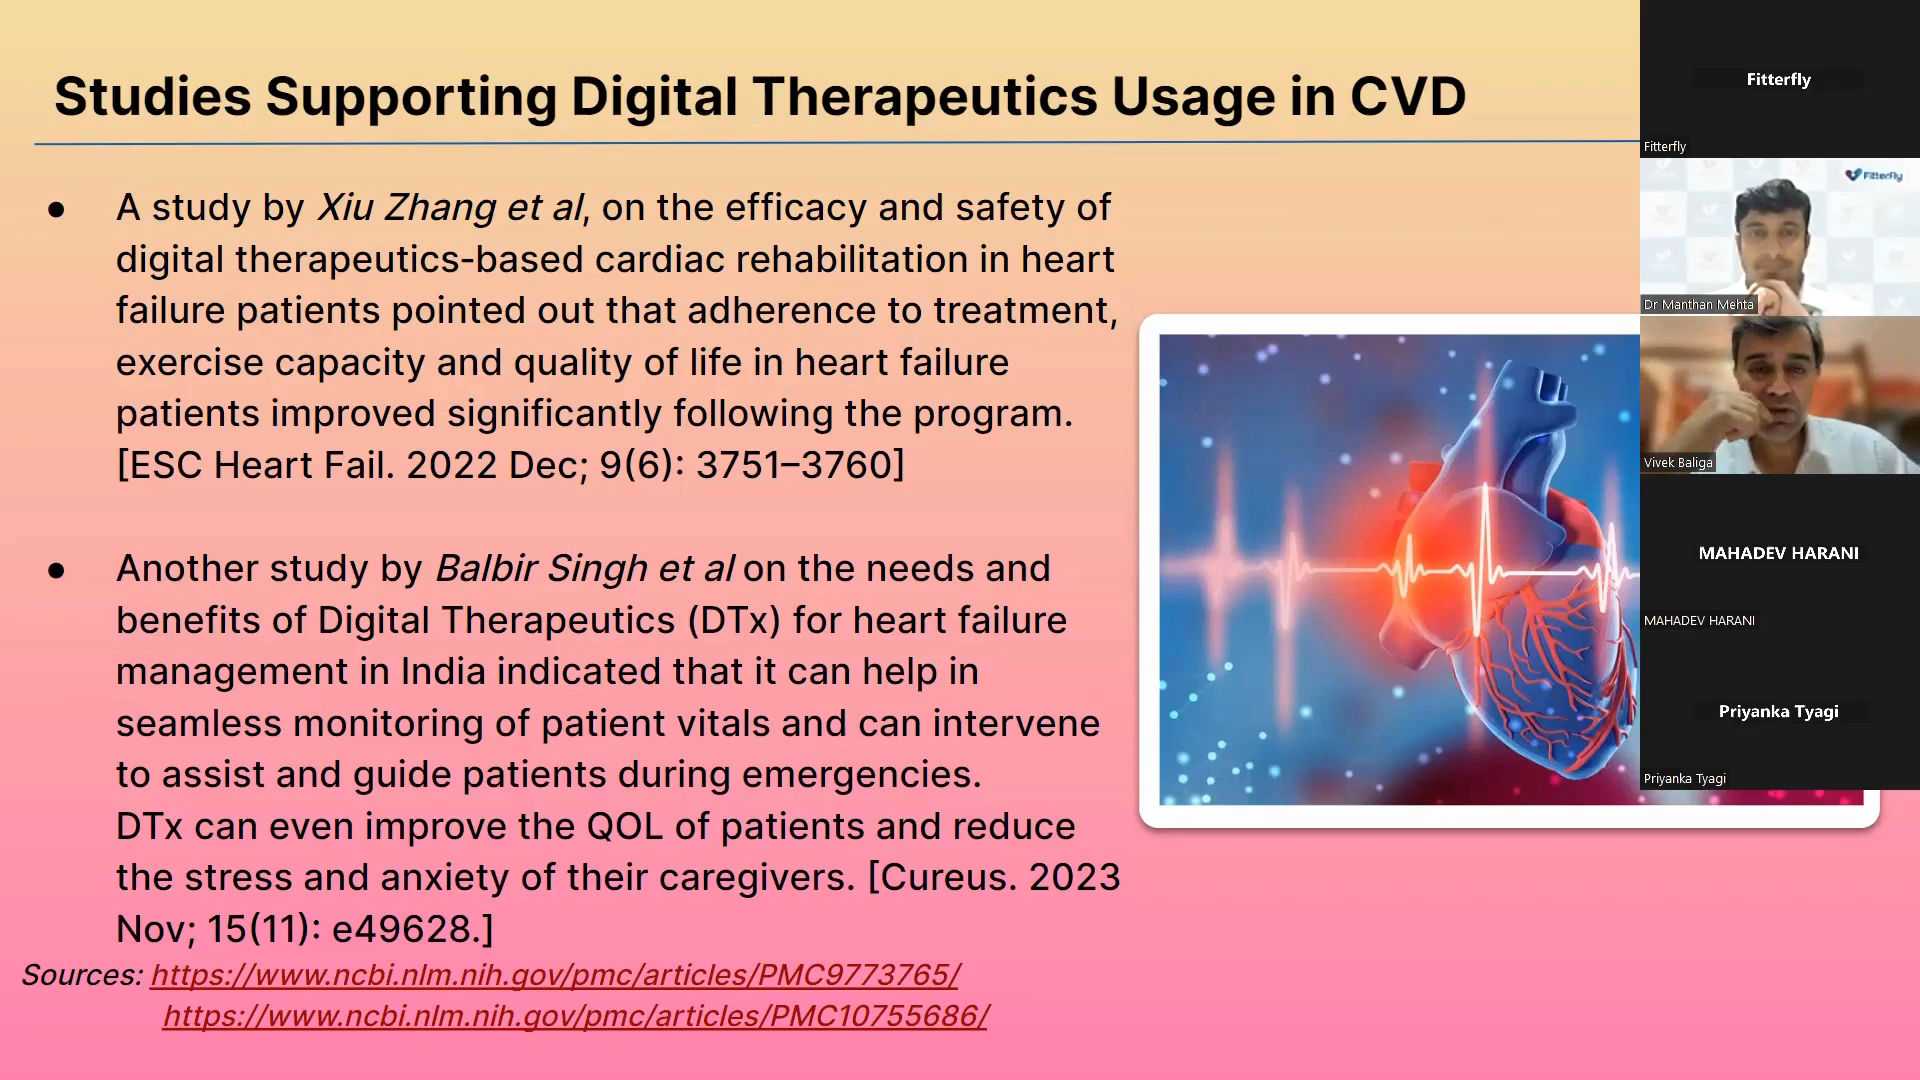 Studies Supporting Digital Therapeutics Usage in CVD
● A study by Xiu Zhang et al, on the efficacy and safety of
digital therapeutics-based cardiac rehabilitation in heart
failure patients pointed out that adherence to treatment,
exercise capacity and quality of life in heart failure
patients improved significantly following the program.
[ESC Heart Fail. 2022 Dec; 9(6): 3751–3760]
● Another study by Balbir Singh et al on the needs and
benefits of Digital Therapeutics (DTx) for heart failure
management in India indicated that it can help in
seamless monitoring of patient vitals and can intervene
to assist and guide patients during emergencies.
DTx can even improve the QOL of patients and reduce
the stress and anxiety of their caregivers. [Cureus. 2023
Nov; 15(11): e49628.]
Sources: https://www.ncbi.nlm.nih.gov/pmc/articles/PMC9773765/
https://www.ncbi.nlm.nih.gov/pmc/articles/PMC10755686/
Fitterfly
Fitterfly
Fitterfly
Dr Manthan Mehta
Vivek Baliga
MAHADEV HARANI
MAHADEV HARANI
Priyanka Tyagi
Priyanka Tyagi